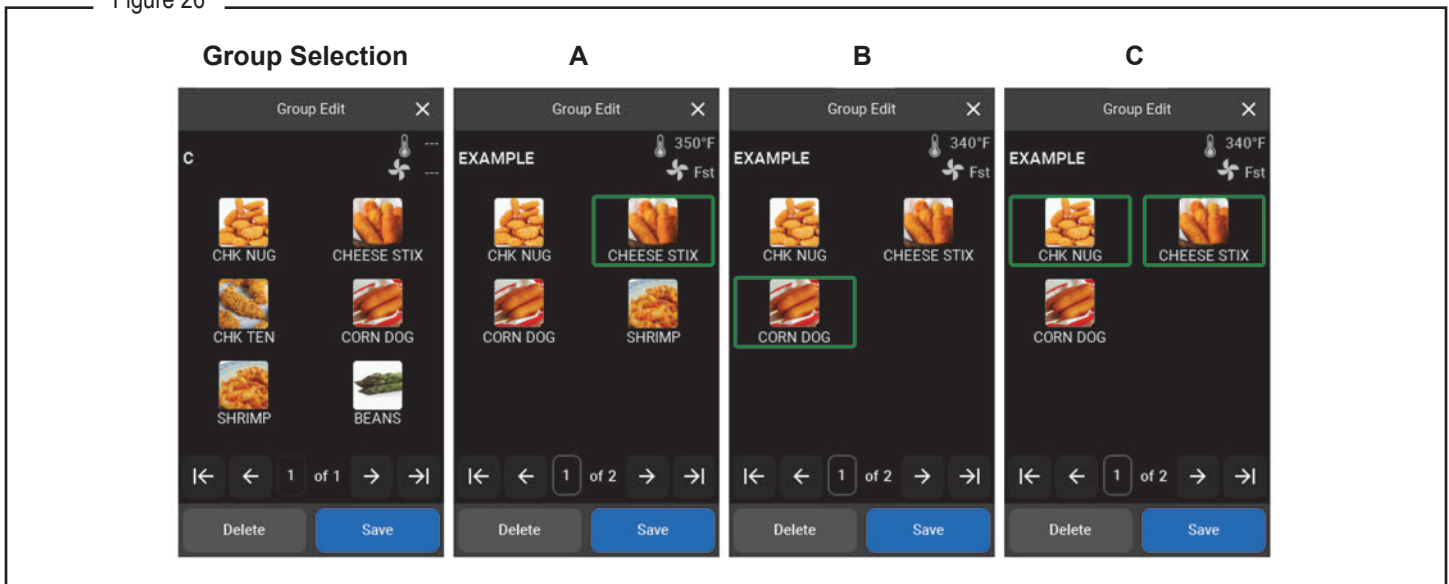 Figure 26
Group Selection
A
B
C
Group Edit
C
---
---
CHK NUG
CHEESE STIX
CHK TEN
CORN DOG
SHRIMP
BEANS
1 of 1
Delete
Save
Group Edit
EXAMPLE
350°F
Fst
CHK NUG
CHEESE STIX
CORN DOG
SHRIMP
1 of 2
Delete
Save
Group Edit
EXAMPLE
340°F
Fst
CHK NUG
CHEESE STIX
CORN DOG
1 of 2
Delete
Save
Group Edit
EXAMPLE
340°F
Fst
CHK NUG
CHEESE STIX
CORN DOG
1 of 2
Delete
Save